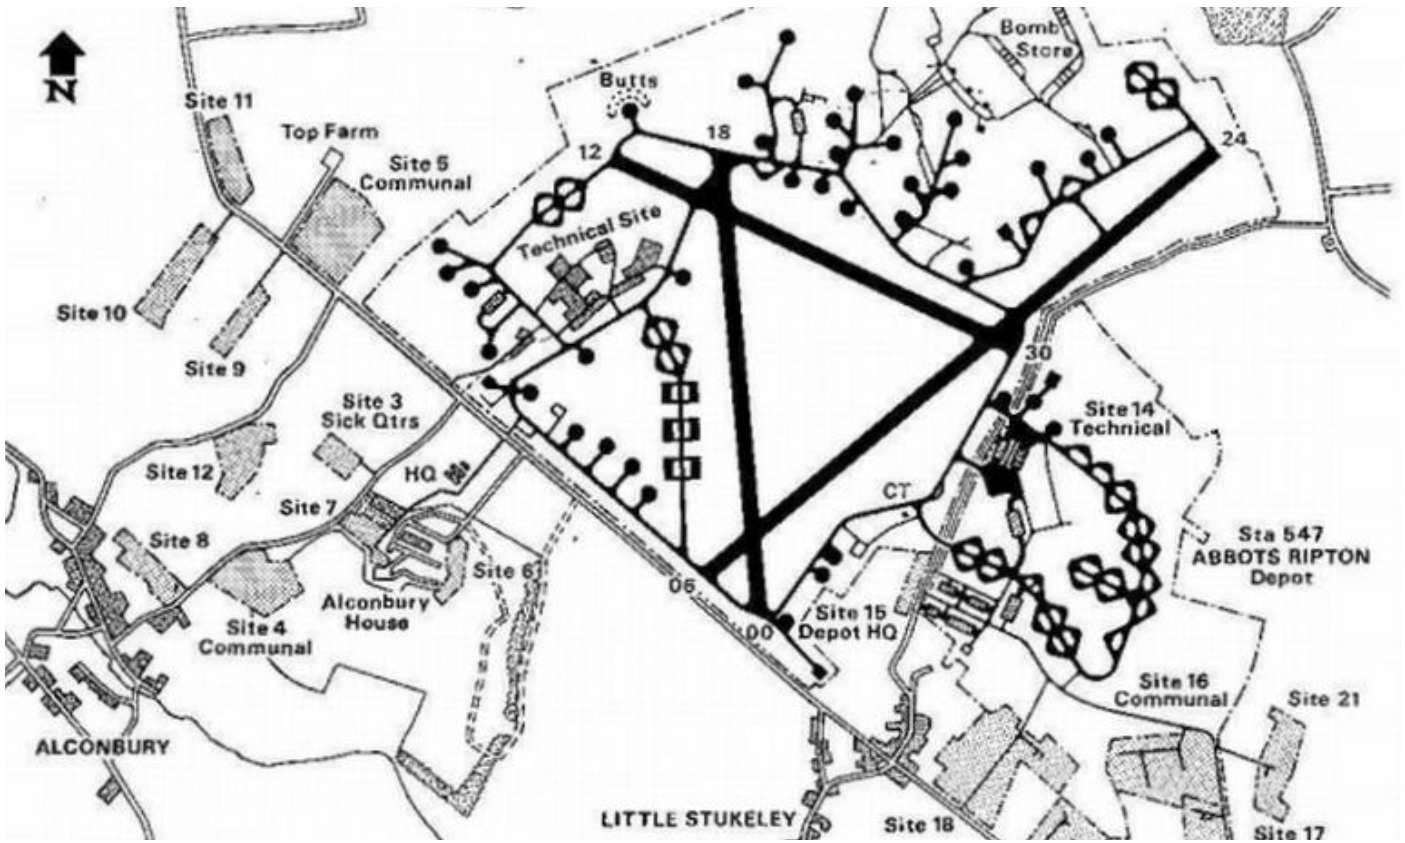 Bomb
Store
N
Butts
Site 11
Top Farm
18
24
12
Site 5
Communal
Technical Site
Site 10
Site 9
30
Site 3
Sick Qtrs
Site 14
Technical
Site 12
HQ
CT
Site 7
Site 8
Sta 547
ABBOTS RIPTON
Depot
Site 6
06
Alconbury
House
Site 15
Depot HQ
00
Site 4
Communal
Site 16
Communal
Site 21
ALCONBURY
LITTLE STUKELEY
Site 18
Site 17